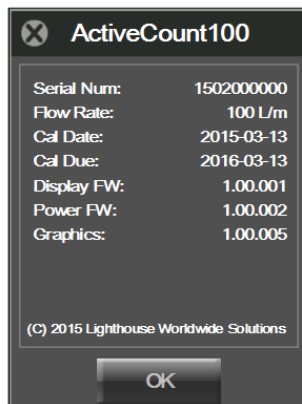 ActiveCount100
Serial Num: 1502000000
Flow Rate: 100 L/m
Cal Date: 2015-03-13
Cal Due: 2016-03-13
Display FW: 1.00.001
Power FW: 1.00.002
Graphics: 1.00.005
(C) 2015 Lighthouse Worldwide Solutions
OK